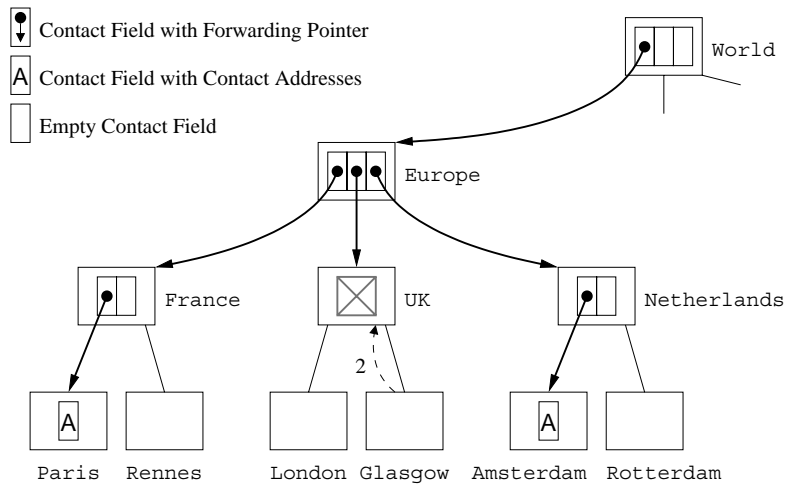 Contact Field with Forwarding Pointer
A Contact Field with Contact Addresses
Empty Contact Field
World
Europe
France
UK
Netherlands
2
A
A
Paris Rennes London Glasgow Amsterdam Rotterdam